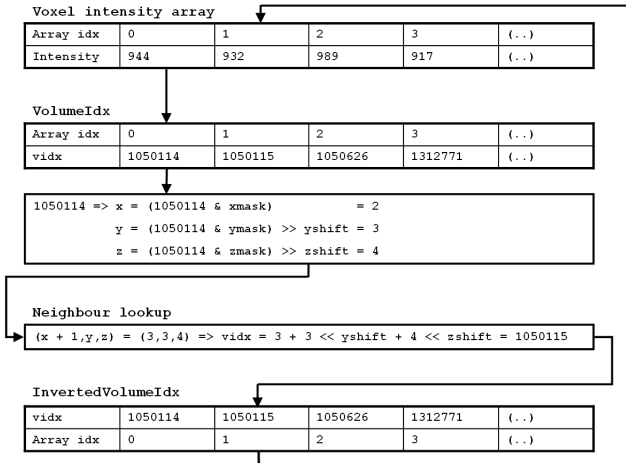 Voxel intensity array
Array idx 0 1 2 3 (..)
Intensity 944 932 989 917 (..)
VolumeIdx
Array idx 0 1 2 3 (..)
vidx 1050114 1050115 1050626 1312771 (..)
1050114 => x = (1050114 & xmask) = 2
y = (1050114 & ymask) >> yshift = 3
z = (1050114 & zmask) >> zshift = 4
Neighbour lookup
(x + 1,y,z) = (3,3,4) => vidx = 3 + 3 << yshift + 4 << zshift = 1050115
InvertedVolumeIdx
vidx 1050114 1050115 1050626 1312771 (..)
Array idx 0 1 2 3 (..)